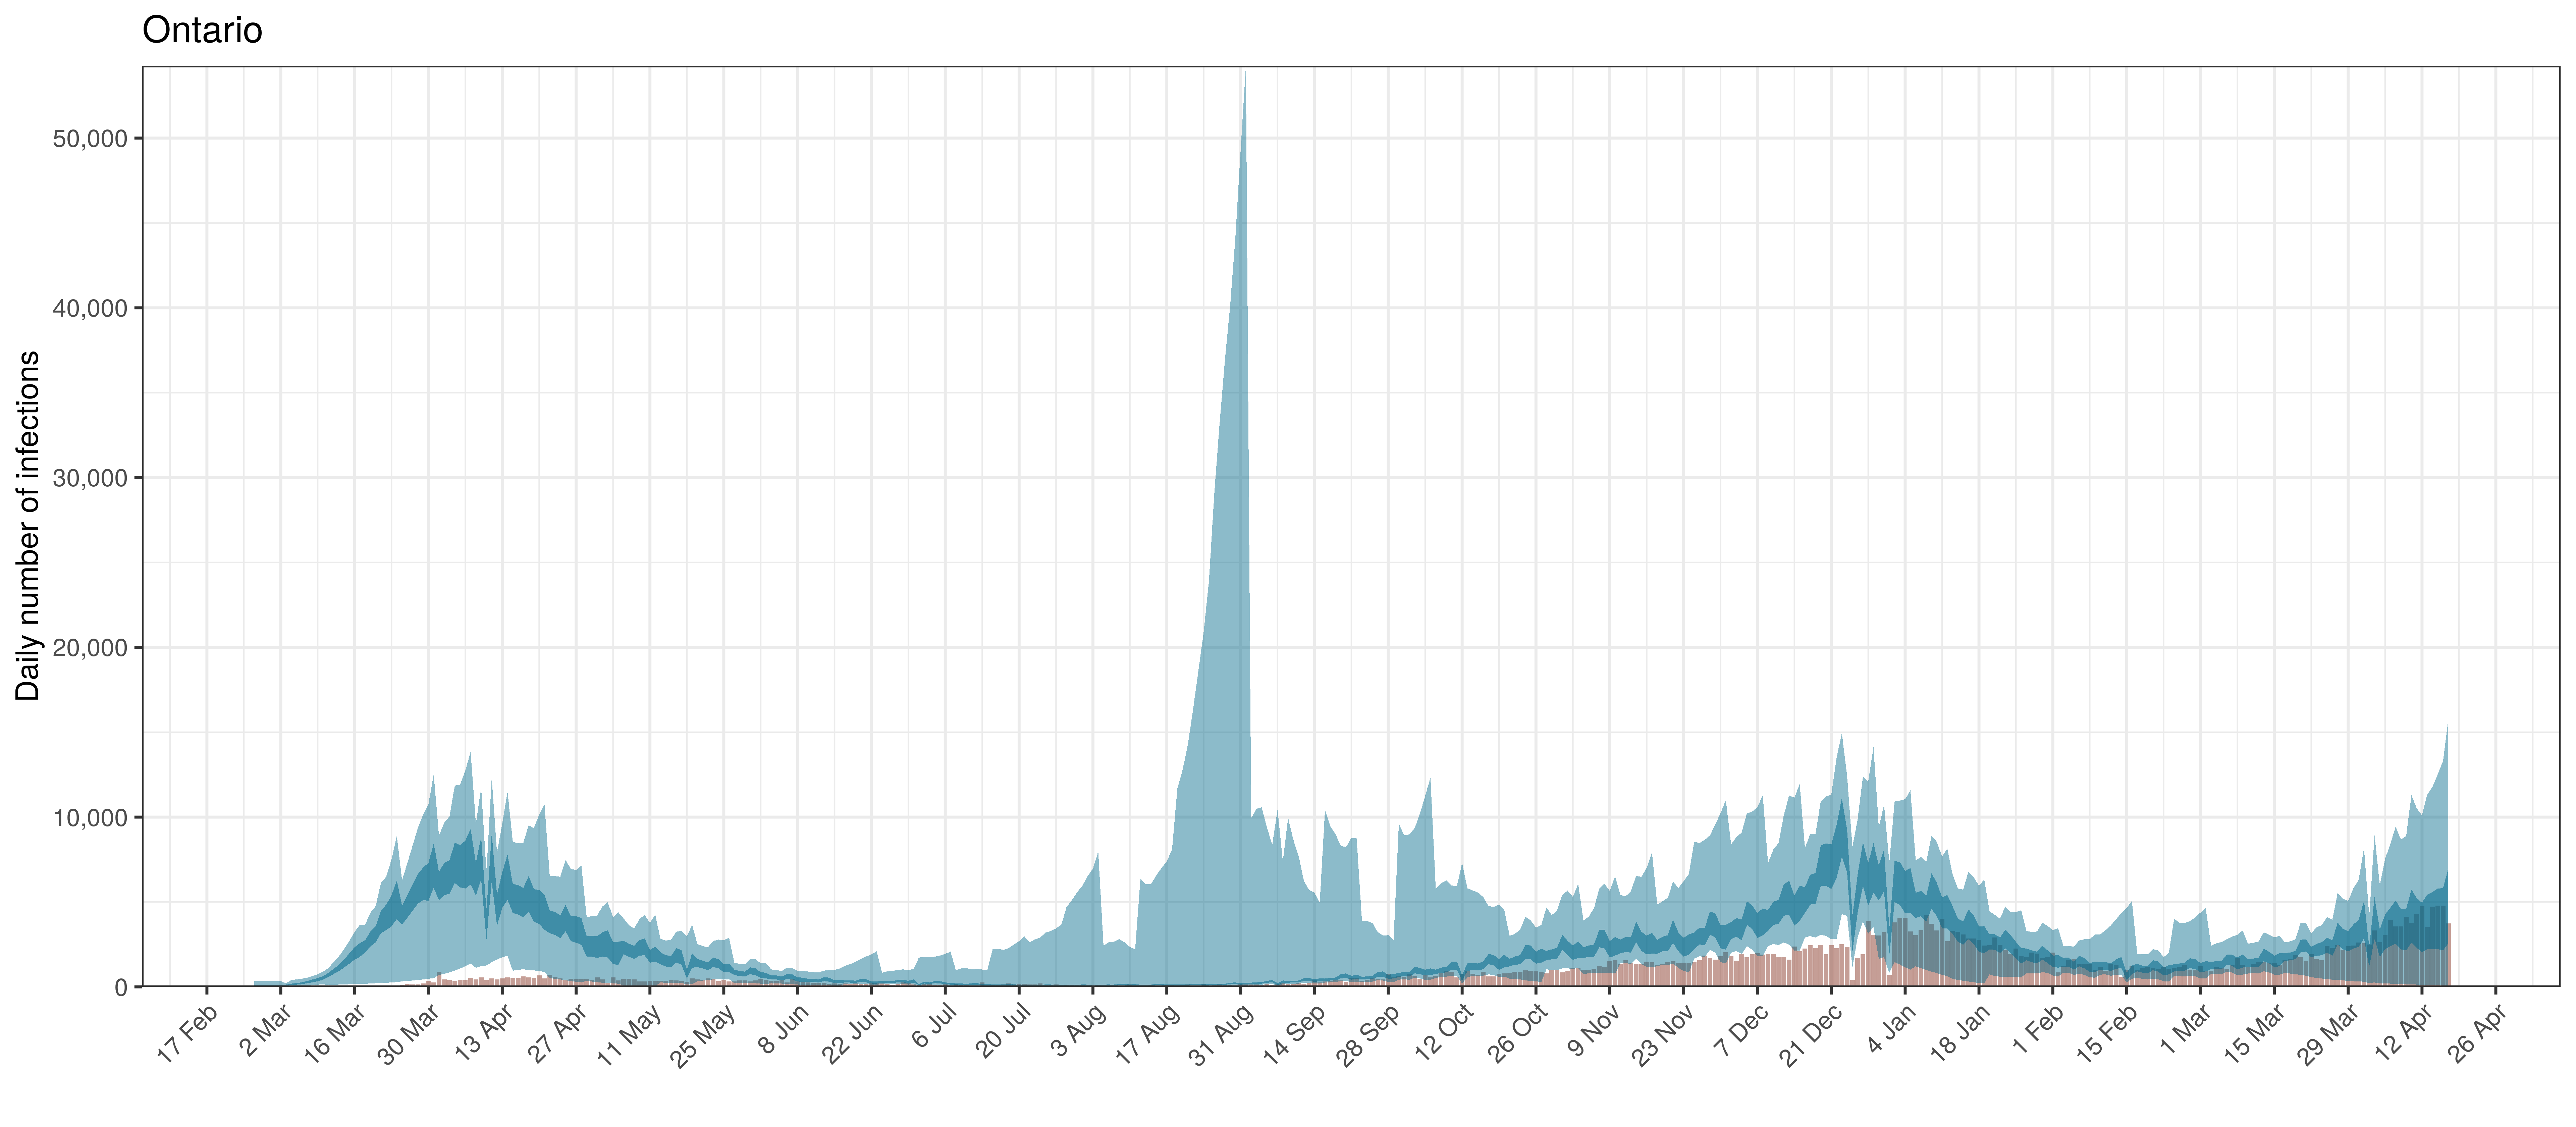 Ontario
Daily number of infections
50,000
40,000
30,000
20,000
10,000
0
17 Feb
2 Mar
16 Mar
30 Mar
13 Apr
27 Apr
11 May
25 May
8 Jun
22 Jun
6 Jul
20 Jul
3 Aug
17 Aug
31 Aug
14 Sep
28 Sep
12 Oct
26 Oct
9 Nov
23 Nov
7 Dec
21 Dec
4 Jan
18 Jan
1 Feb
15 Feb
1 Mar
15 Mar
29 Mar
12 Apr
26 Apr